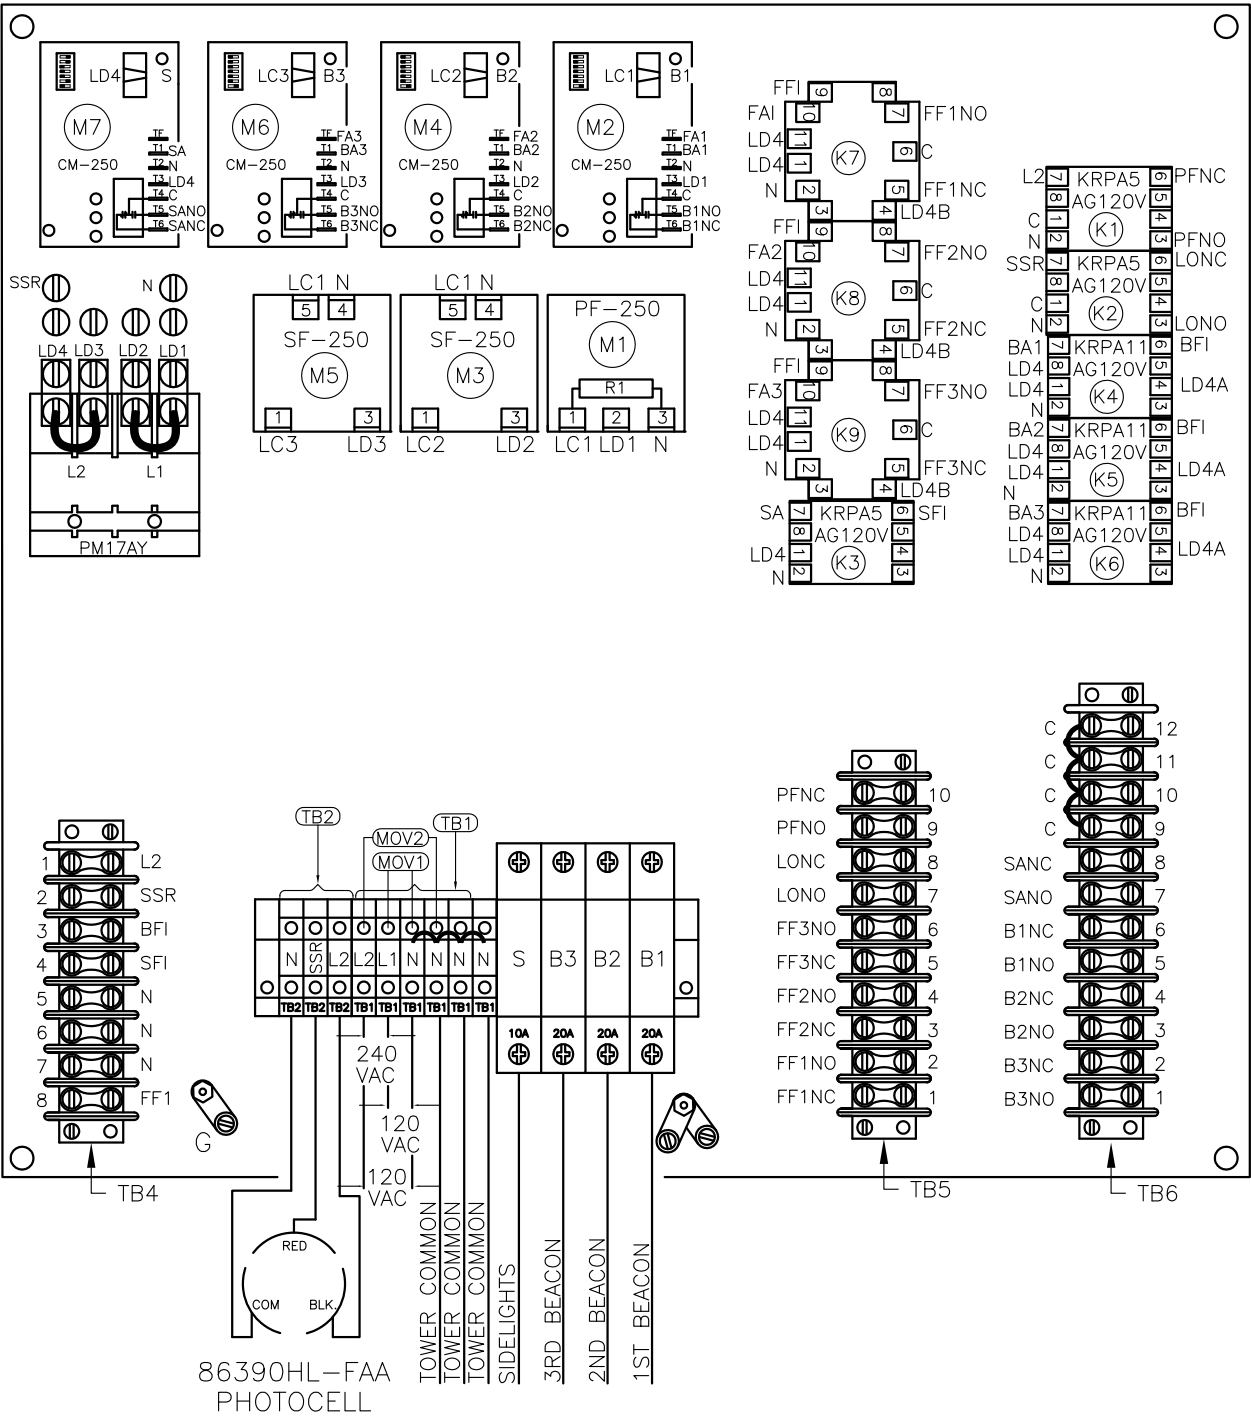 LD4 S
M7
CM-250
TF
T1 SA
T2 N
T3 LD4
T4 C
T5 SANO
T6 SANC
LC3 B3
M6
CM-250
TF FA3
T1 BA3
T2 N
T3 LD3
T4 C
T5 B3NO
T6 B3NC
LC2 B2
M4
CM-250
TF FA2
T1 BA2
T2 N
T3 LD2
T4 C
T5 B2NO
T6 B2NC
LC1 B1
M2
CM-250
TF FA1
T1 BA1
T2 N
T3 LD1
T4 C
T5 B1NO
T6 B1NC
SSR N
LD4 LD3 LD2 LD1
L2 L1
PM17AY
LC1 N
5 4
SF-250
M5
1 3
LC3 LD3
LC1 N
5 4
SF-250
M3
1 3
LC2 LD2
PF-250
M1
R1
1 2 3
LC1 LD1 N
FFI 9 8
FAI 10 7 FF1NO
LD4 11
K7 6 C
LD4 1
N 2 5 FF1NC
3 4 LD4B
FFI 9 8
FA2 10 7 FF2NO
LD4 11
K8 6 C
LD4 1
N 2 5 FF2NC
3 4 LD4B
FFI 9 8
FA3 10 7 FF3NO
LD4 11
K9 6 C
LD4 1
N 2 5 FF3NC
3 4 LD4B
SA 7 KRPA5 6 SFI
8 AG120V 5
LD4 1 K3 4
N 2 3
L2 7 KRPA5 6 PFNC
8 AG120V 5
C 1 K1 4
N 2 3 PFNO
SSR 7 KRPA5 6 LONC
8 AG120V 5
C 1 K2 4
N 2 3 LONO
BA1 7 KRPA11 6 BFI
LD4 8 AG120V 5
LD4 1 K4 4 LD4A
N 2 3
BA2 7 KRPA11 6 BFI
LD4 8 AG120V 5
LD4 1 K5 4 LD4A
N 2 3
BA3 7 KRPA11 6 BFI
LD4 8 AG120V 5
LD4 1 K6 4 LD4A
N 2 3
1 L2
2 SSR
3 BFI
4 SFI
5 N
6 N
7 N
8 FF1
TB4
G
TB2 MOV2 TB1
MOV1
N SSR L2 L2 L1 N N N N S B3 B2 B1
TB2 TB2 TB2 TB1 TB1 TB1 TB1 TB1 TB1 10A 20A 20A 20A
240
VAC
120
VAC
120
VAC
TOWER COMMON
TOWER COMMON
TOWER COMMON
SIDELIGHTS
3RD BEACON
2ND BEACON
1ST BEACON
RED
COM BLK.
86390HL-FAA
PHOTOCELL
PFNC 10
PFNO 9
LONC 8
LONO 7
FF3NO 6
FF3NC 5
FF2NO 4
FF2NC 3
FF1NO 2
FF1NC 1
TB5
C 12
C 11
C 10
C 9
SANC 8
SANO 7
B1NC 6
B1NO 5
B2NC 4
B2NO 3
B3NC 2
B3NO 1
TB6